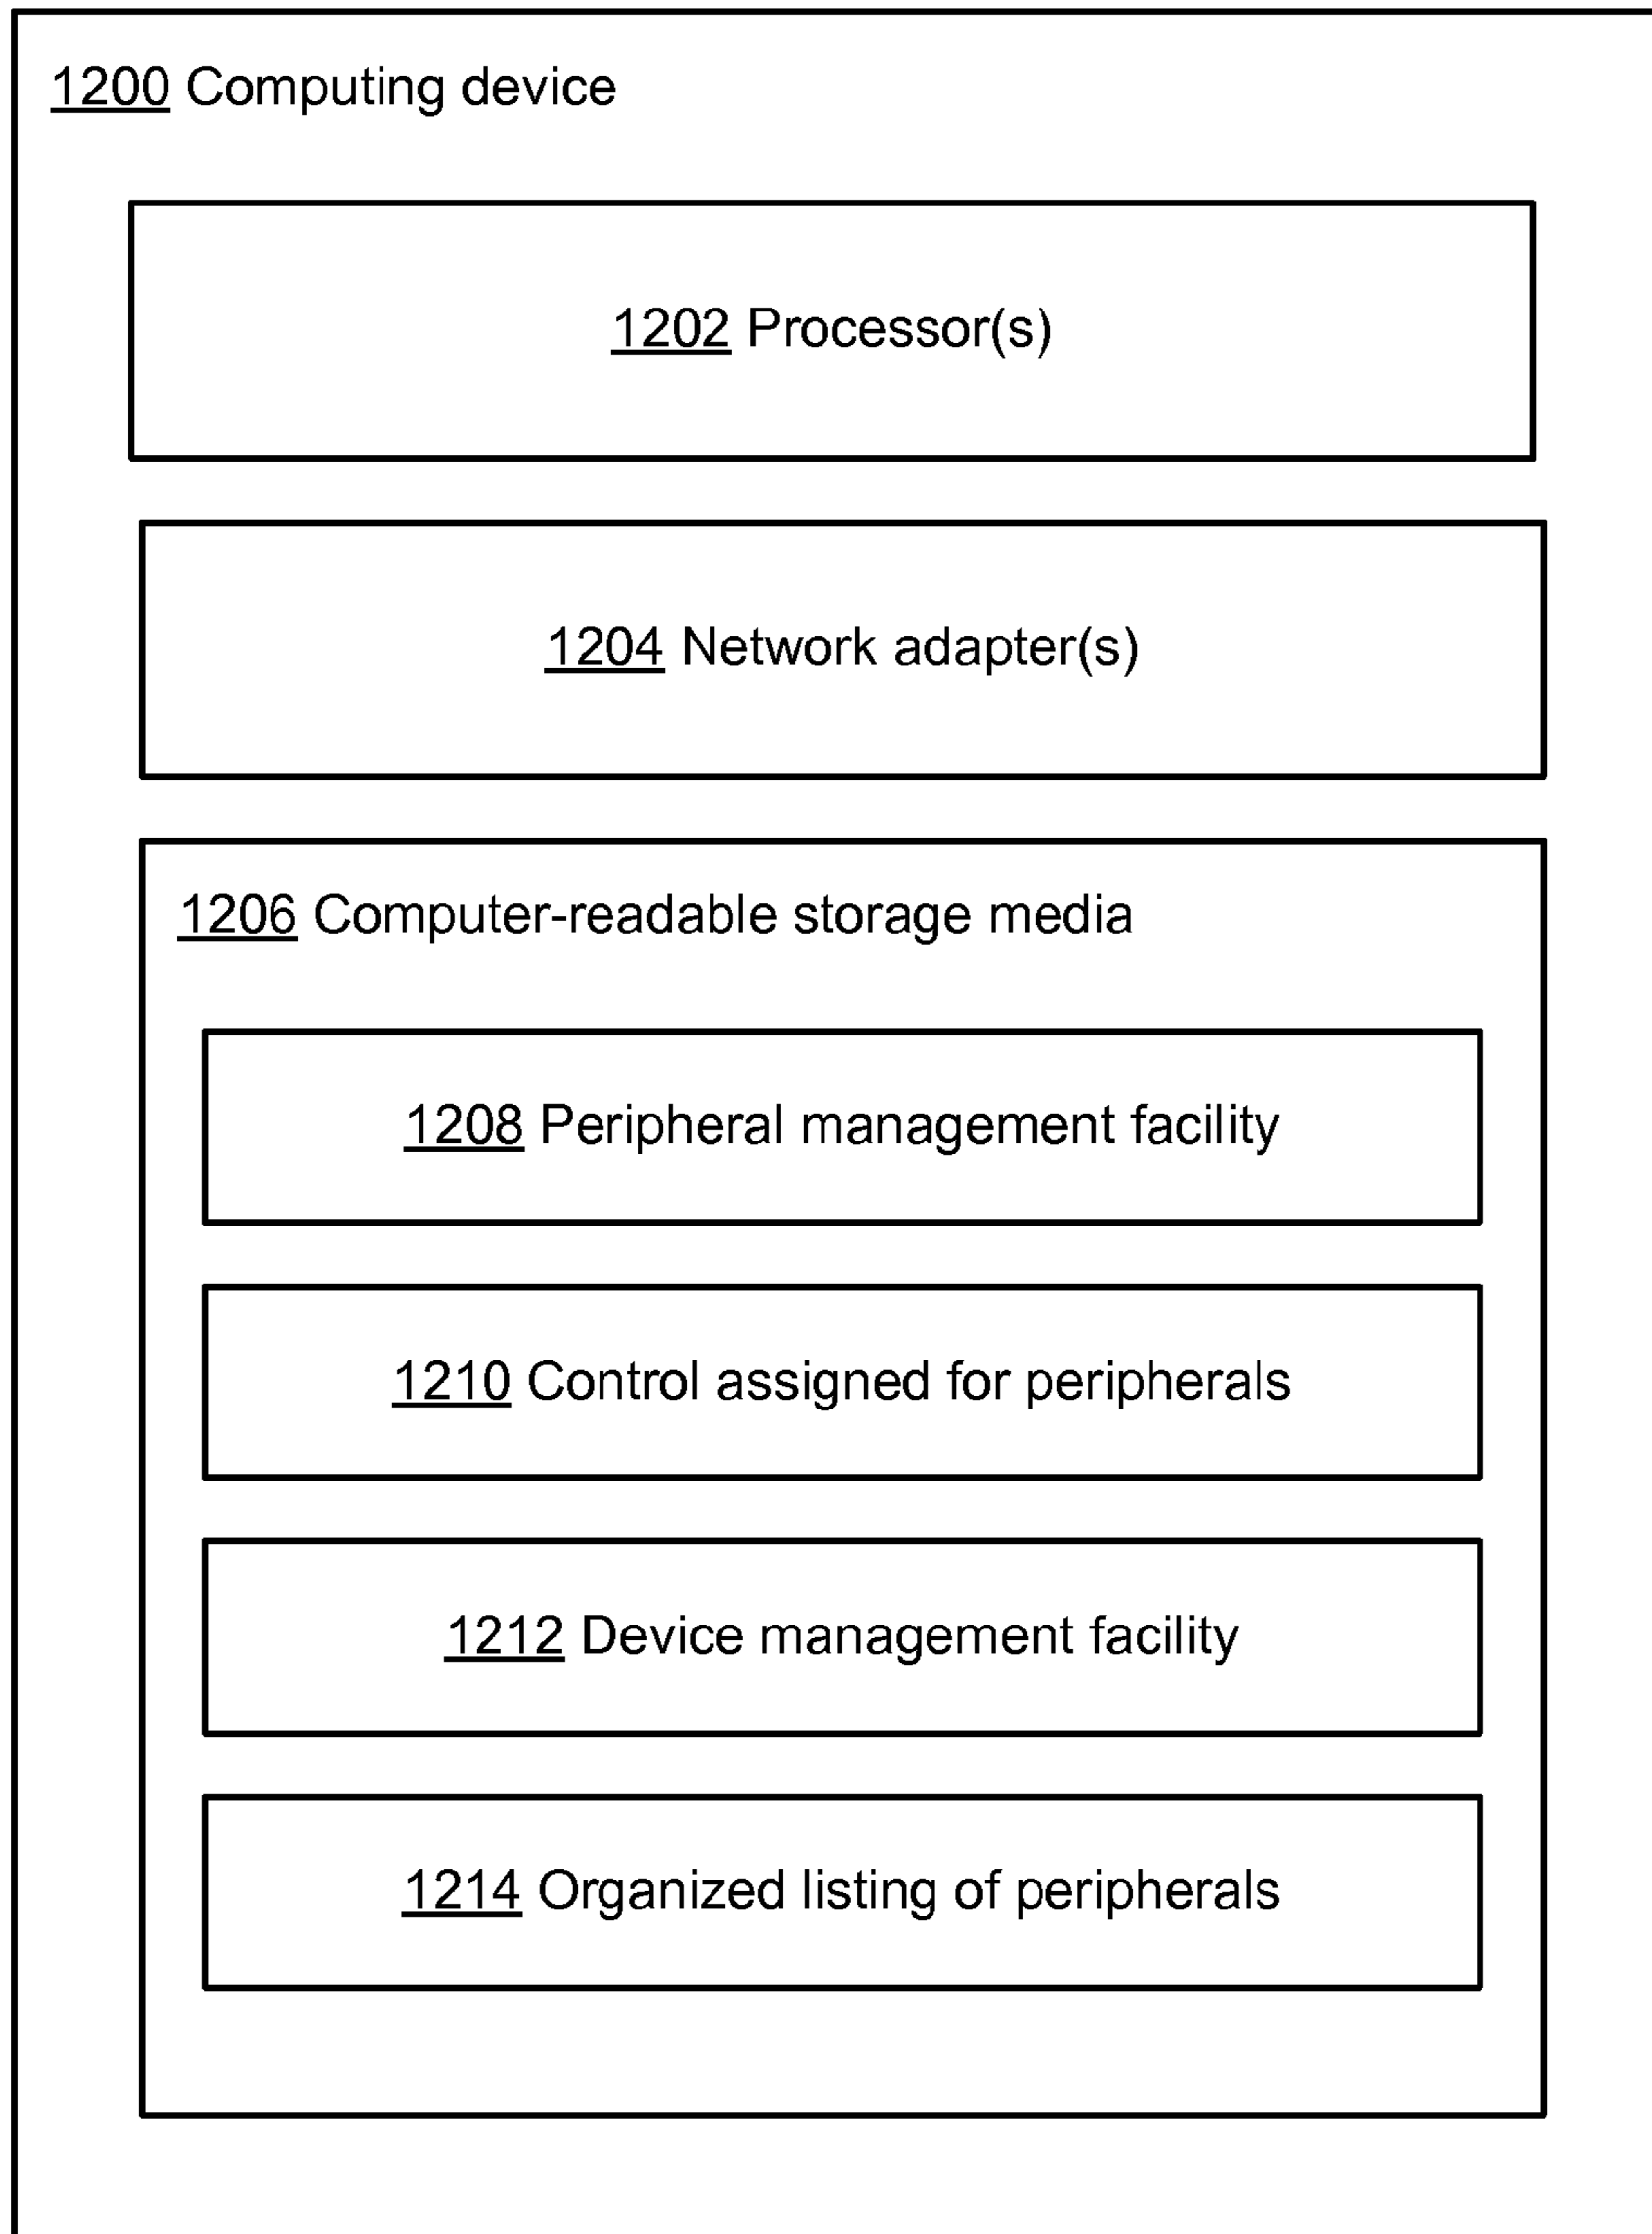 1200 Computing device
1202 Processor(s)
1204 Network adapter(s)
1206 Computer-readable storage media
1208 Peripheral management facility
1210 Control assigned for peripherals
1212 Device management facility
1214 Organized listing of peripherals